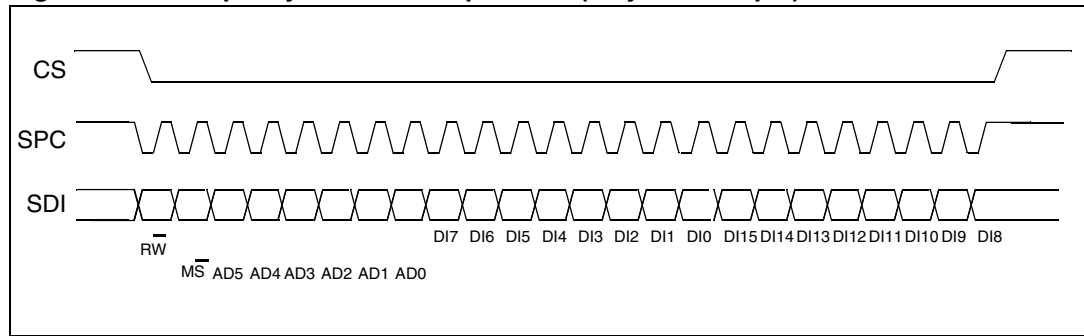 CS
SPC
SDI
DI7 DI6 DI5 DI4 DI3 DI2 DI1 DI0 DI15 DI14 DI13 DI12 DI11 DI10 DI9 DI8
RW
MS AD5 AD4 AD3 AD2 AD1 AD0